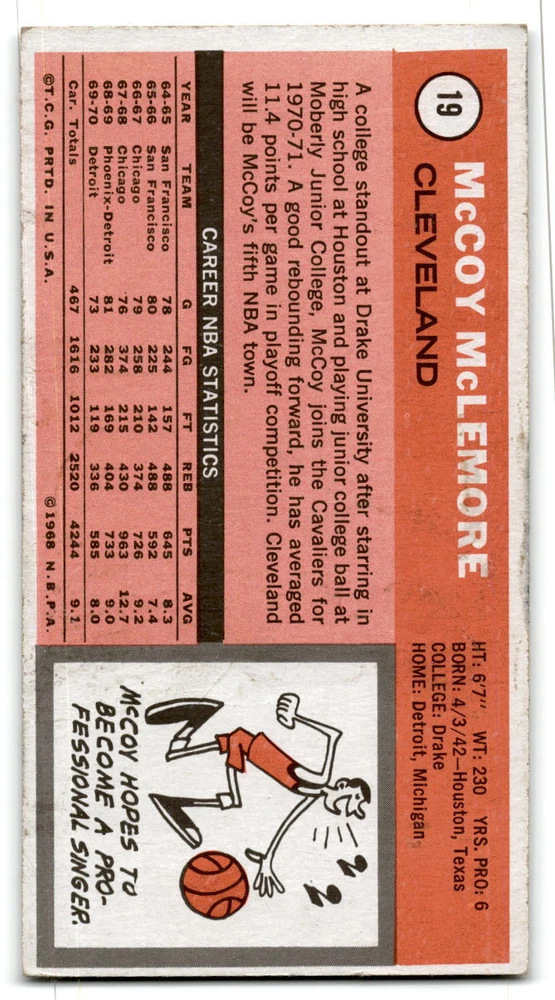 19
McCOY McLEMORE
CLEVELAND
HT: 6'7" WT: 230 YRS. PRO: 6
BORN: 4/3/42—Houston, Texas
COLLEGE: Drake
HOME: Detroit, Michigan
A college standout at Drake University after starring in
high school at Houston and playing junior college ball at
Moberly Junior College, McCoy joins the Cavaliers for
1970-71. A good rebounding forward, he has averaged
11.4 points per game in playoff competition. Cleveland
will be McCoy's fifth NBA town.
CAREER NBA STATISTICS
YEAR TEAM G FG FT REB PTS AVG
64-65 San Francisco 78 244 157 488 645 8.3
65-66 San Francisco 80 225 142 488 592 7.4
66-67 Chicago 79 258 210 374 726 9.2
67-68 Chicago 76 374 215 430 963 12.7
68-69 Phoenix-Detroit 81 282 169 404 733 9.0
69-70 Detroit 73 233 119 336 585 8.0
Car. Totals 467 1616 1012 2520 4244 9.1
©T.C.G. PRTD. IN U.S.A. ©1968 N.B.P.A.
McCOY HOPES TO
BECOME A PRO-
FESSIONAL SINGER.